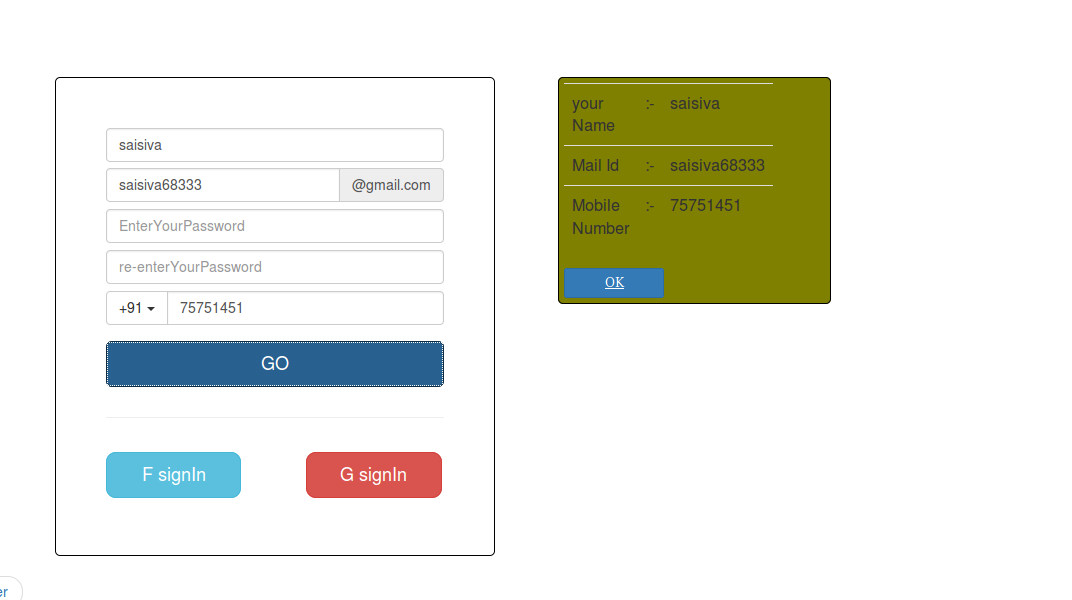 saisiva
saisiva68333 @gmail.com
EnterYourPassword
re-enterYourPassword
+91 75751451
GO
F signIn G signIn
your :- saisiva
Name
Mail Id :- saisiva68333
Mobile :- 75751451
Number
OK
er